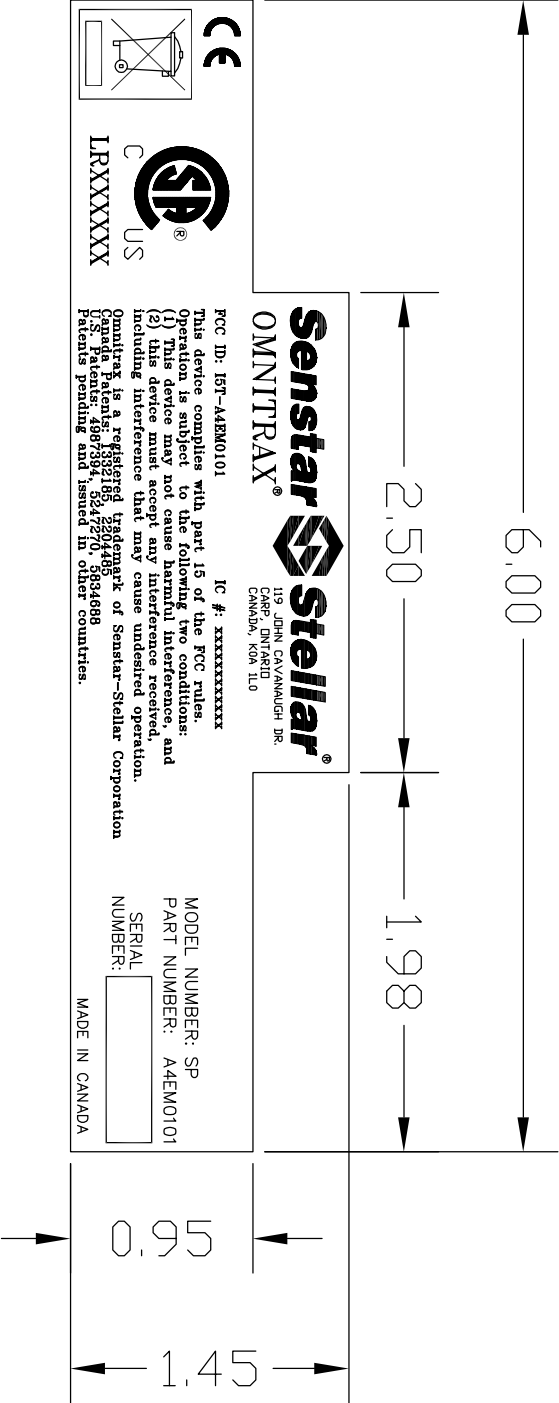 6.00
2.50
1.98
Senstar Stellar®
OMNITRAX®
119 JOHN CAVANAUGH DR.
CARP, ONTARIO
CANADA, K0A 1L0
CE
SA®
C US
LRXXXXXX
FCC ID: I5T-A4EM0101 IC #: xxxxxxxxxxxx
This device complies with part 15 of the FCC rules.
Operation is subject to the following two conditions:
(1) This device may not cause harmful interference, and
(2) this device must accept any interference received,
including interference that may cause undesired operation.
Omnitrax is a registered trademark of Senstar-Stellar Corporation
Canada Patents: 1332185, 2204485
U.S. Patents: 4987394, 5247270, 5834688
Patents pending and issued in other countries.
MODEL NUMBER: SP
PART NUMBER: A4EM0101
SERIAL
NUMBER:
MADE IN CANADA
0.95
1.45